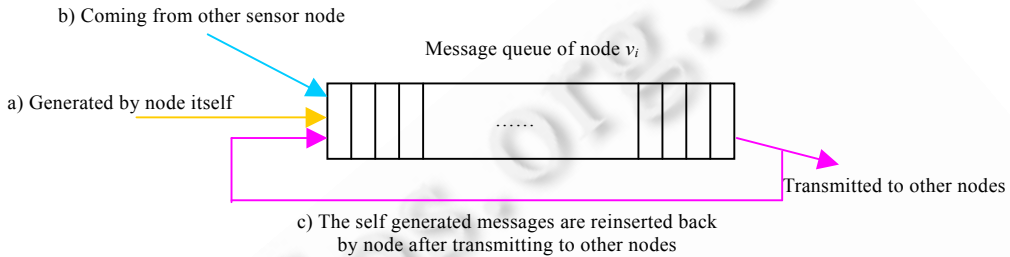 b) Coming from other sensor node
Message queue of node vi
a) Generated by node itself
......
Transmitted to other nodes
c) The self generated messages are reinserted back
by node after transmitting to other nodes
.org.